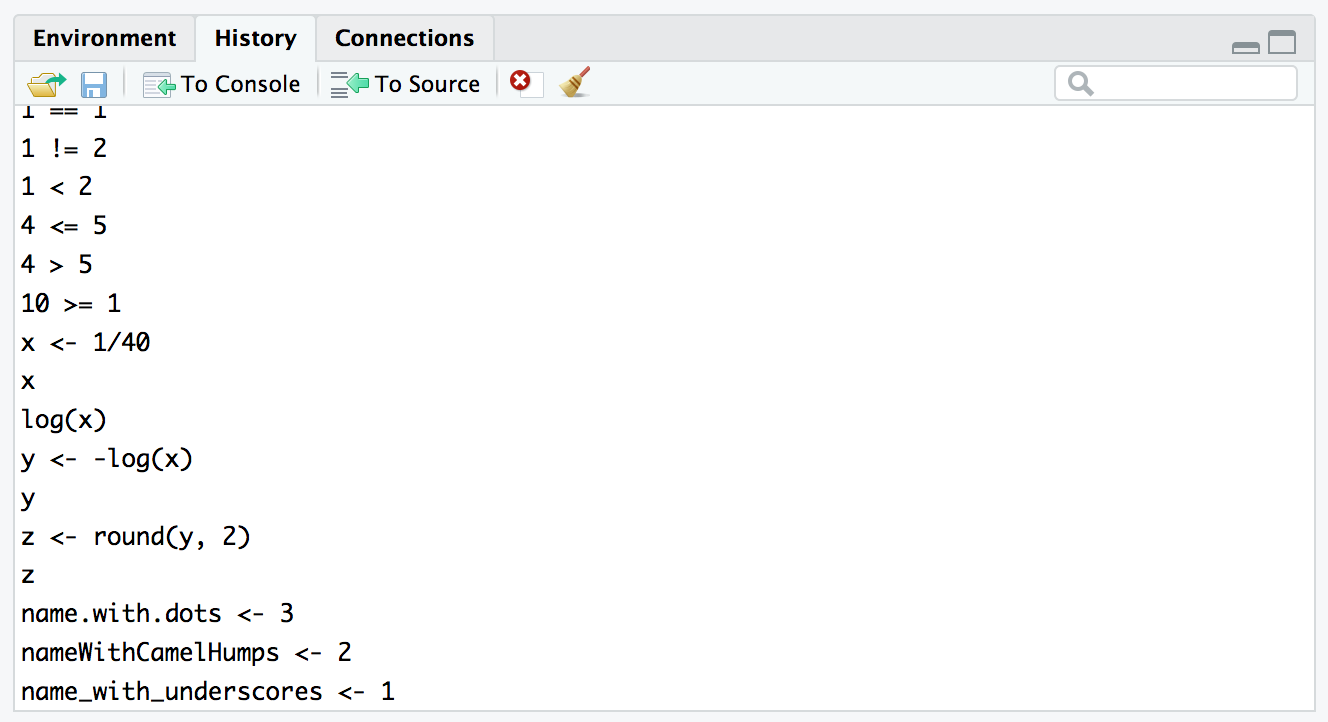 Environment History Connections
To Console To Source
1 == 1
1 != 2
1 < 2
4 <= 5
4 > 5
10 >= 1
x <- 1/40
x
log(x)
y <- -log(x)
y
z <- round(y, 2)
z
name.with.dots <- 3
nameWithCamelHumps <- 2
name_with_underscores <- 1